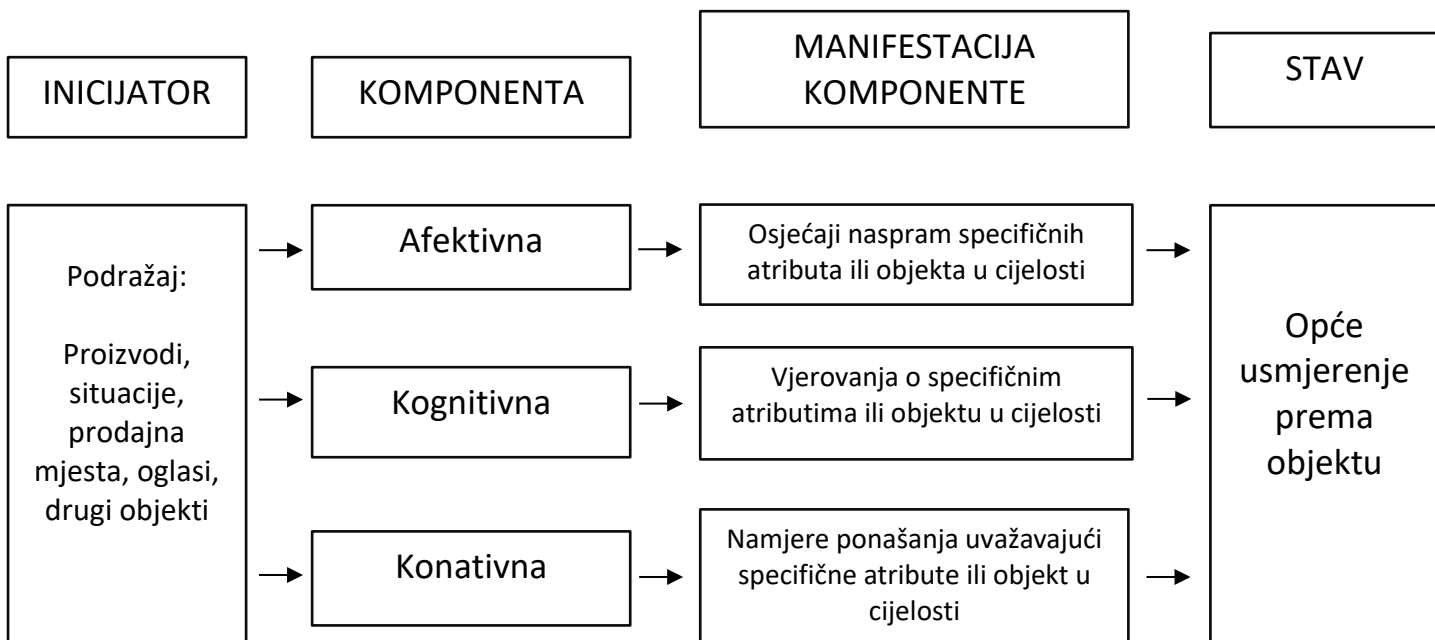 INICIJATOR
KOMPONENTA
MANIFESTACIJA
KOMPONENTE
STAV
Podražaj:
Proizvodi,
situacije,
prodajna
mjesta, oglasi,
drugi objekti
Afektivna
Osjećaji naspram specifičnih
atributa ili objekta u cijelosti
Kognitivna
Vjerovanja o specifičnim
atributima ili objektu u cijelosti
Konativna
Namjere ponašanja uvažavajući
specifične atribute ili objekt u
cijelosti
Opće
usmjerenje
prema
objektu